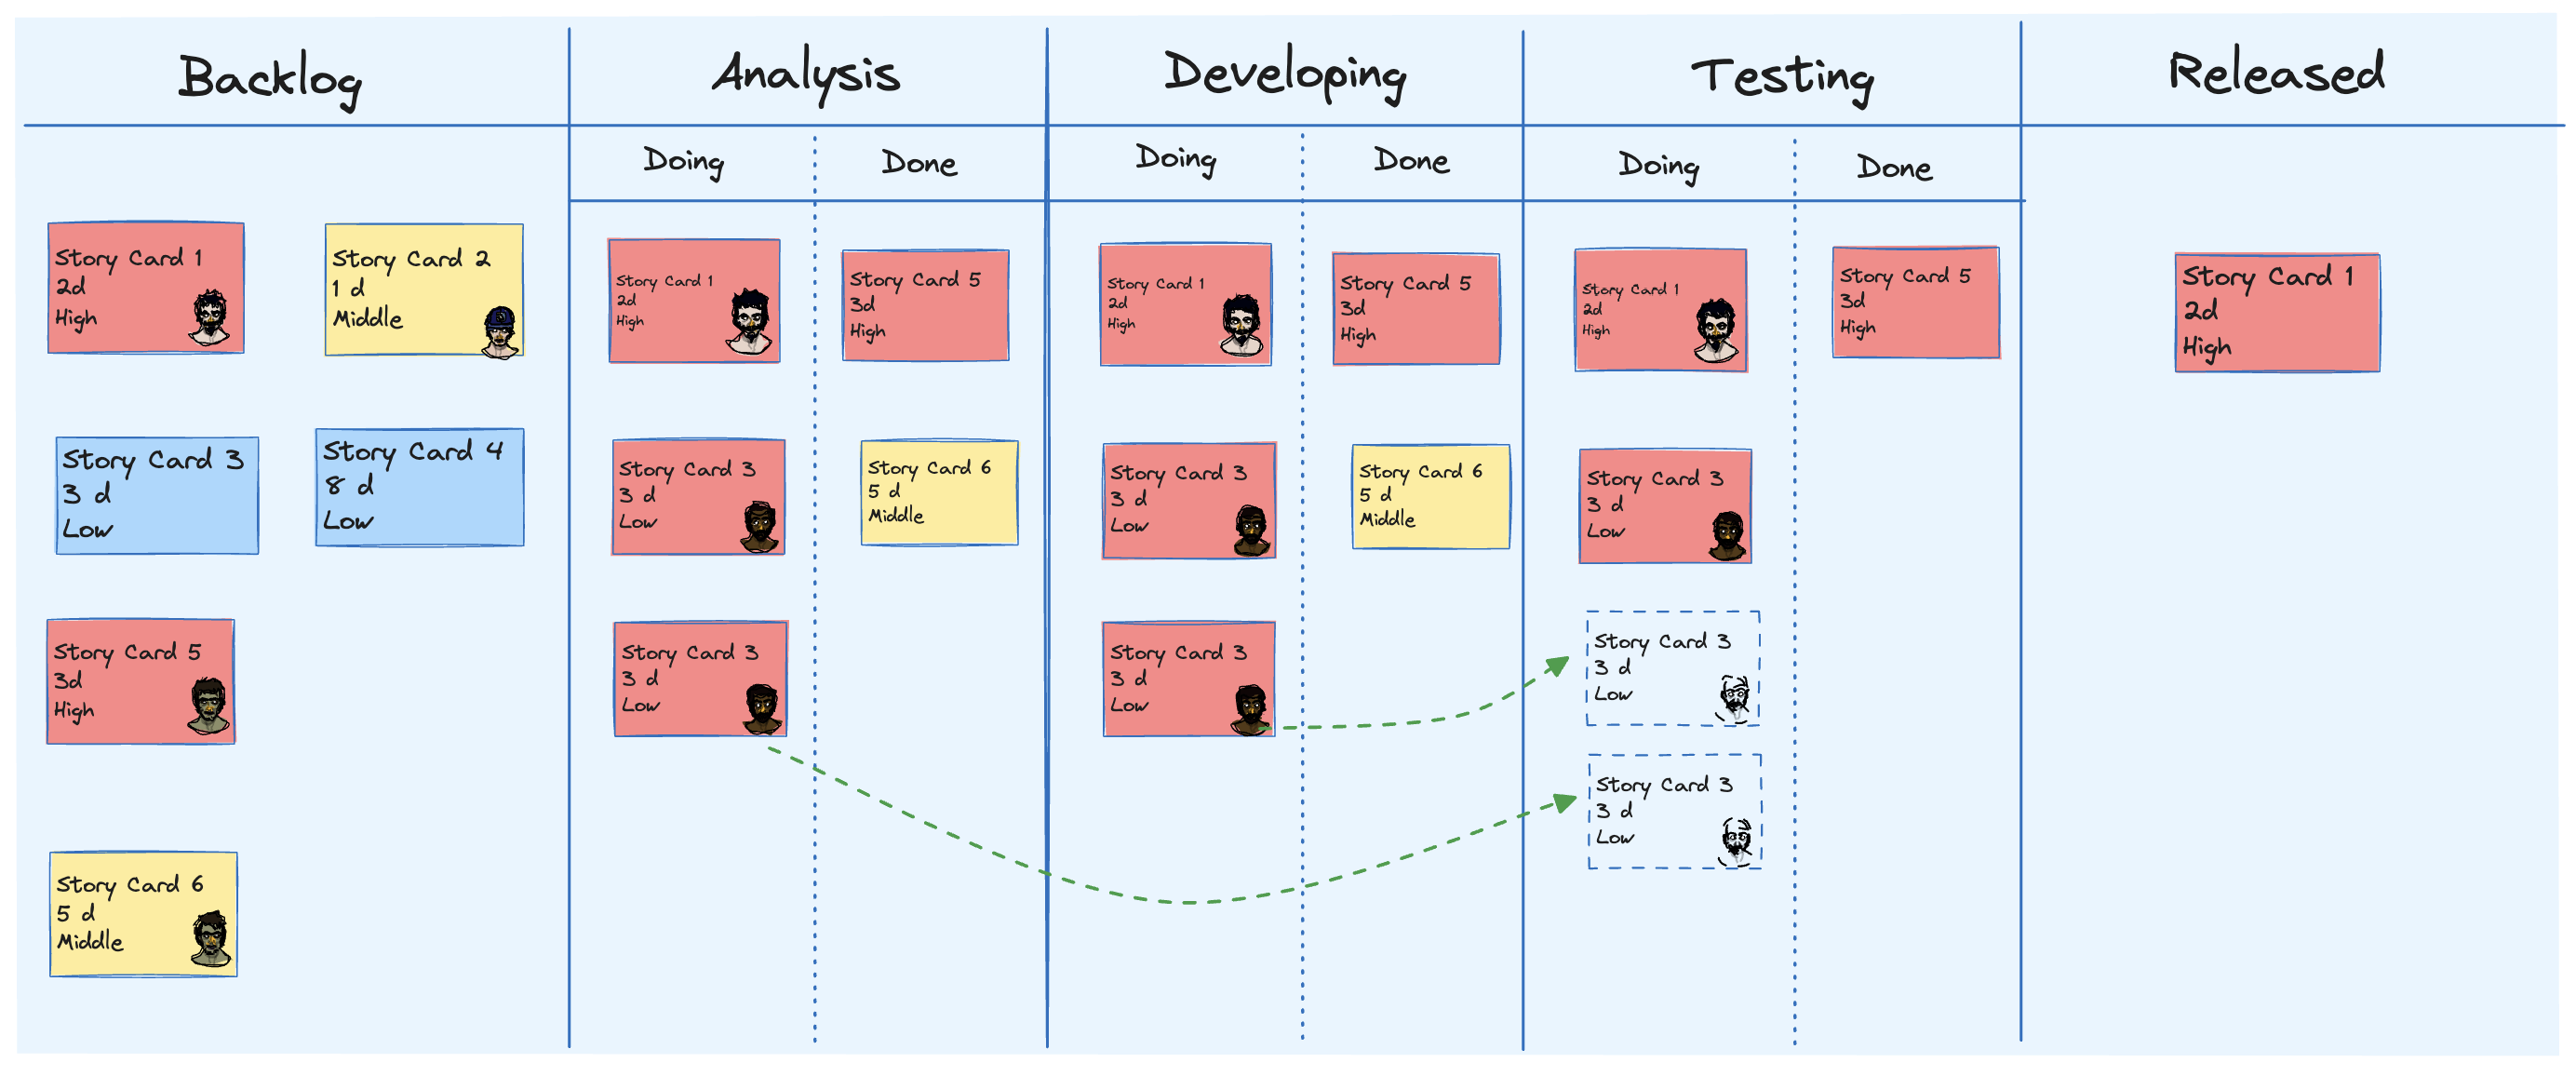 Backlog
Analysis
Developing
Testing
Released
Doing
Done
Doing
Done
Doing
Done
Story Card 1
2d
High
Story Card 2
1 d
Middle
Story Card 1
2d
High
Story Card 5
3d
High
Story Card 1
2d
High
Story Card 5
3d
High
Story Card 1
2d
High
Story Card 5
3d
High
Story Card 1
2d
High
Story Card 3
3 d
Low
Story Card 4
8 d
Low
Story Card 3
3 d
Low
Story Card 6
5 d
Middle
Story Card 3
3 d
Low
Story Card 6
5 d
Middle
Story Card 3
3 d
Low
Story Card 5
3d
High
Story Card 3
3 d
Low
Story Card 3
3 d
Low
Story Card 3
3 d
Low
Story Card 3
3 d
Low
Story Card 6
5 d
Middle